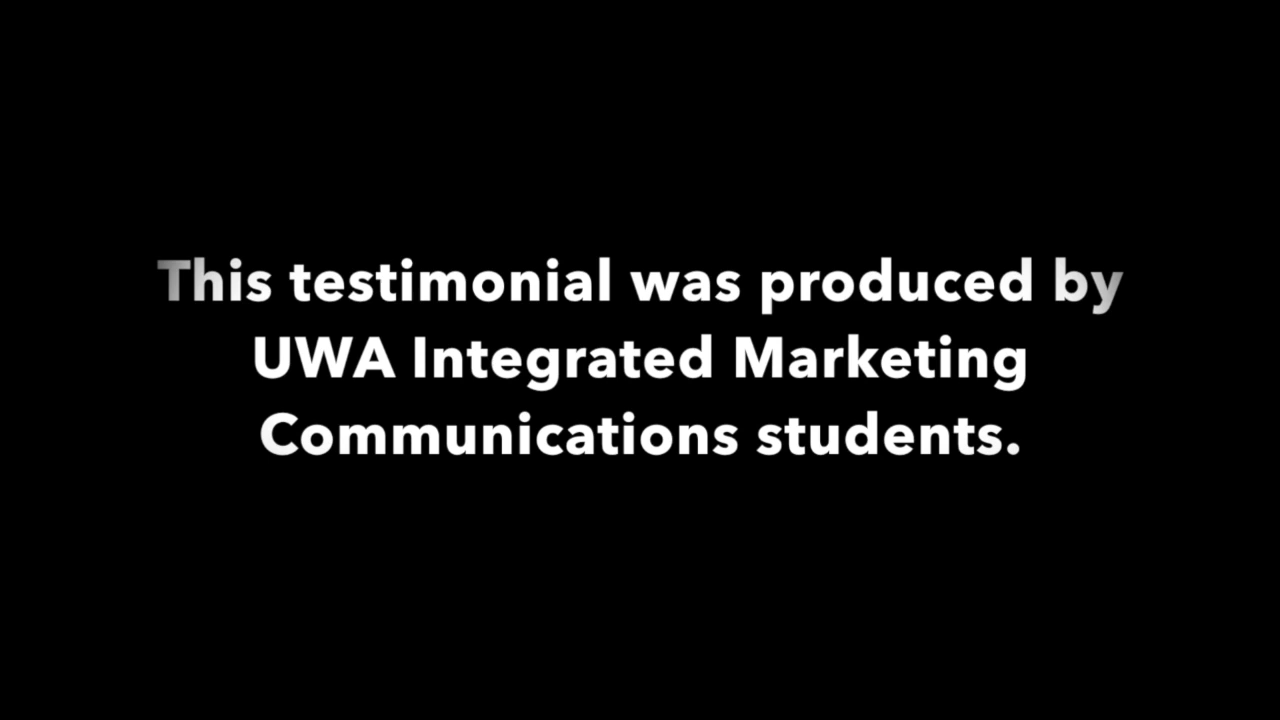 This testimonial was produced by
UWA Integrated Marketing
Communications students.